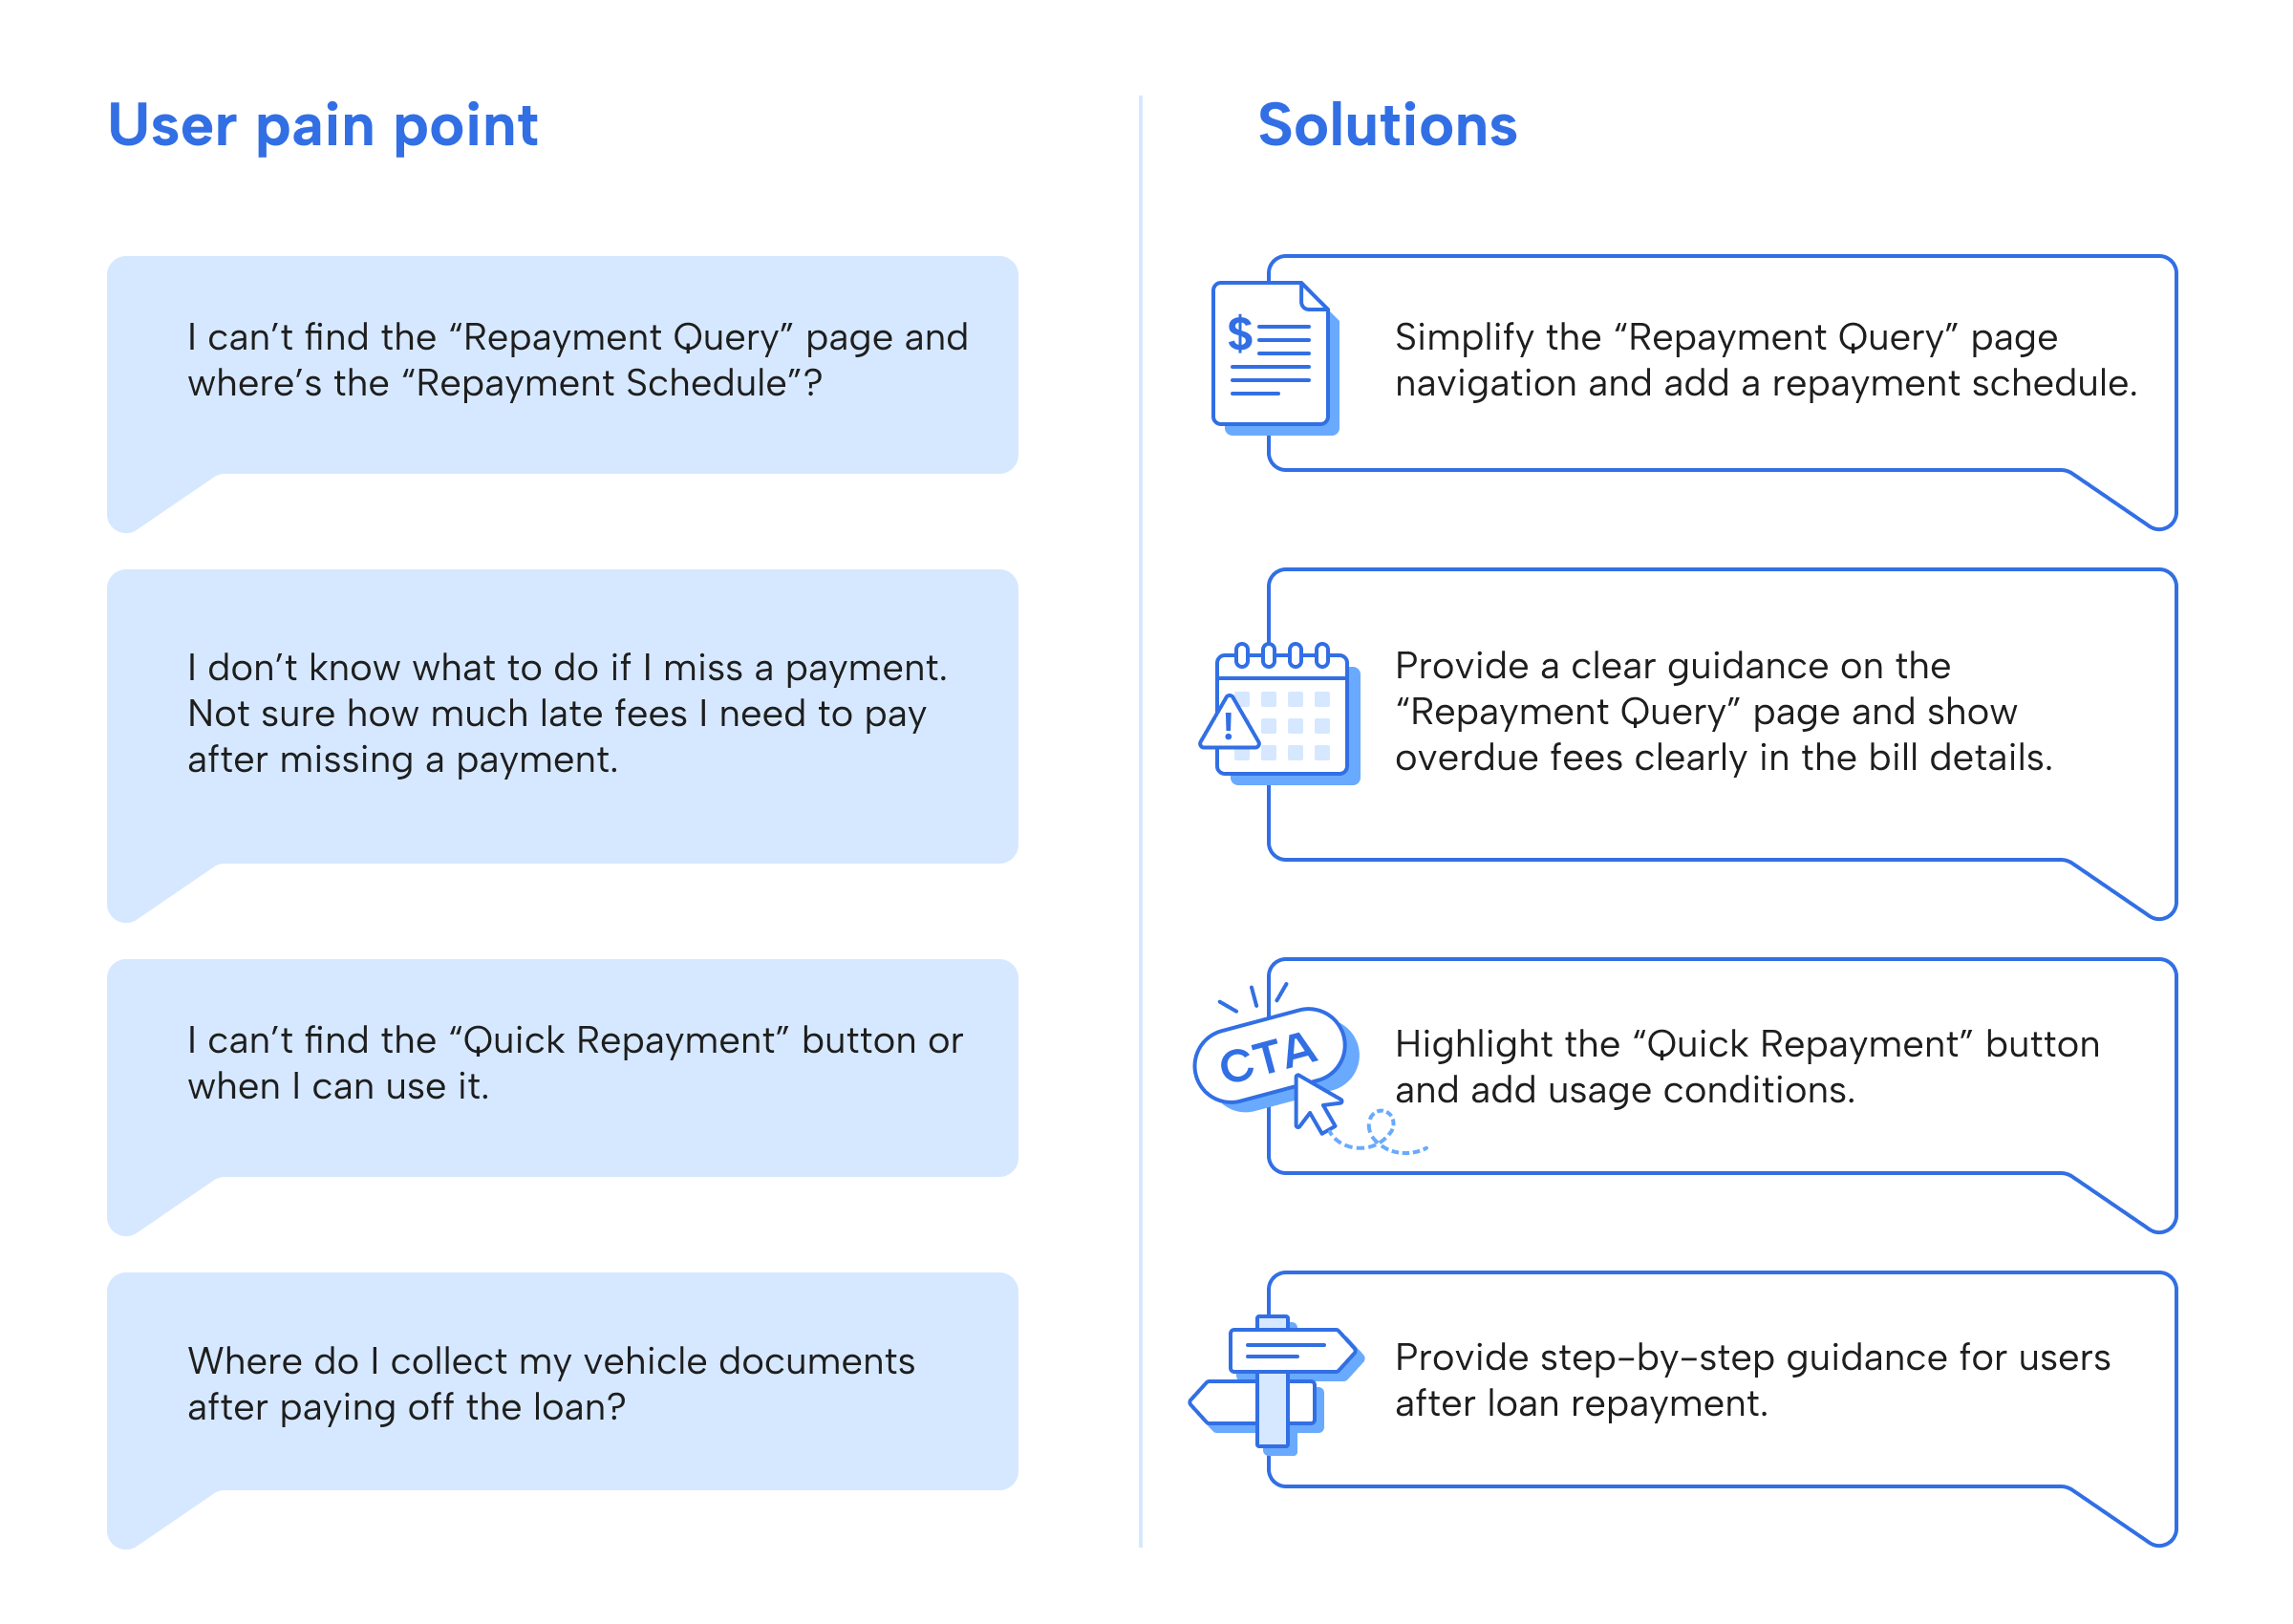 User pain point
Solutions
I can’t find the “Repayment Query” page and
where’s the “Repayment Schedule”?
$
Simplify the “Repayment Query” page
navigation and add a repayment schedule.
I don’t know what to do if I miss a payment.
Not sure how much late fees I need to pay
after missing a payment.
!
Provide a clear guidance on the
“Repayment Query” page and show
overdue fees clearly in the bill details.
I can’t find the “Quick Repayment” button or
when I can use it.
CTA
Highlight the “Quick Repayment” button
and add usage conditions.
Where do I collect my vehicle documents
after paying off the loan?
Provide step-by-step guidance for users
after loan repayment.